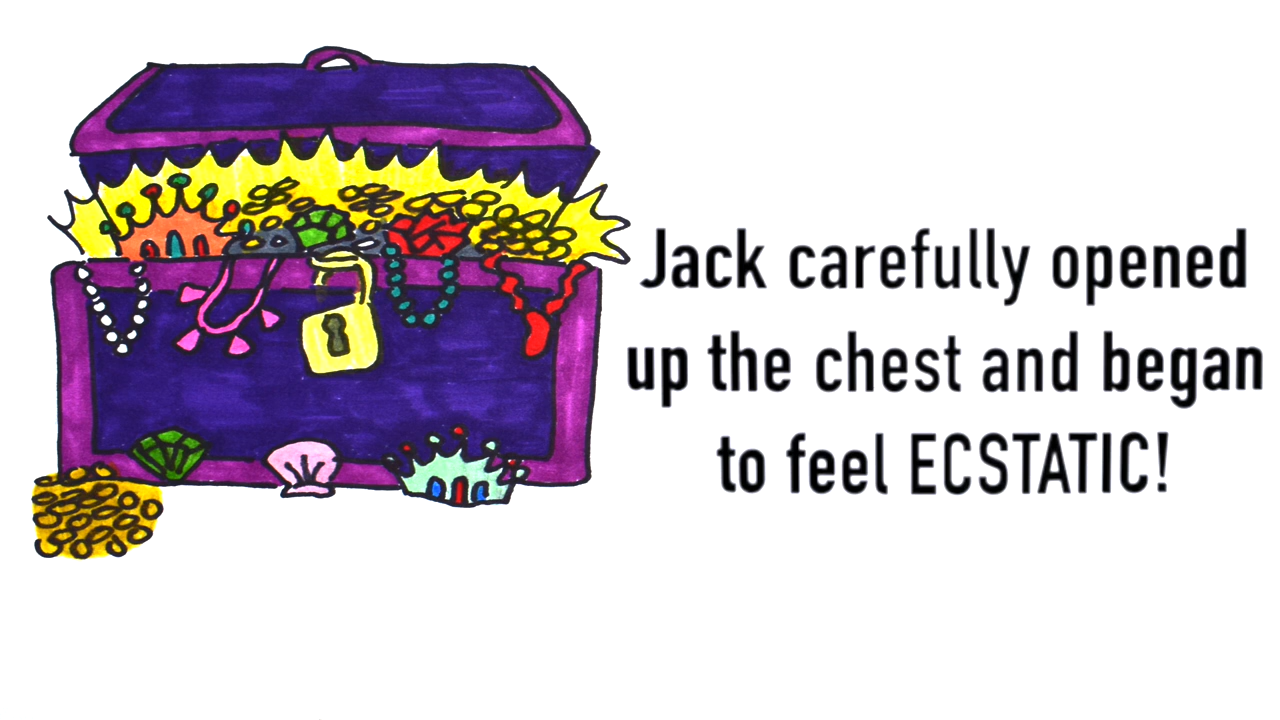 Jack carefully opened
up the chest and began
to feel ECSTATIC!